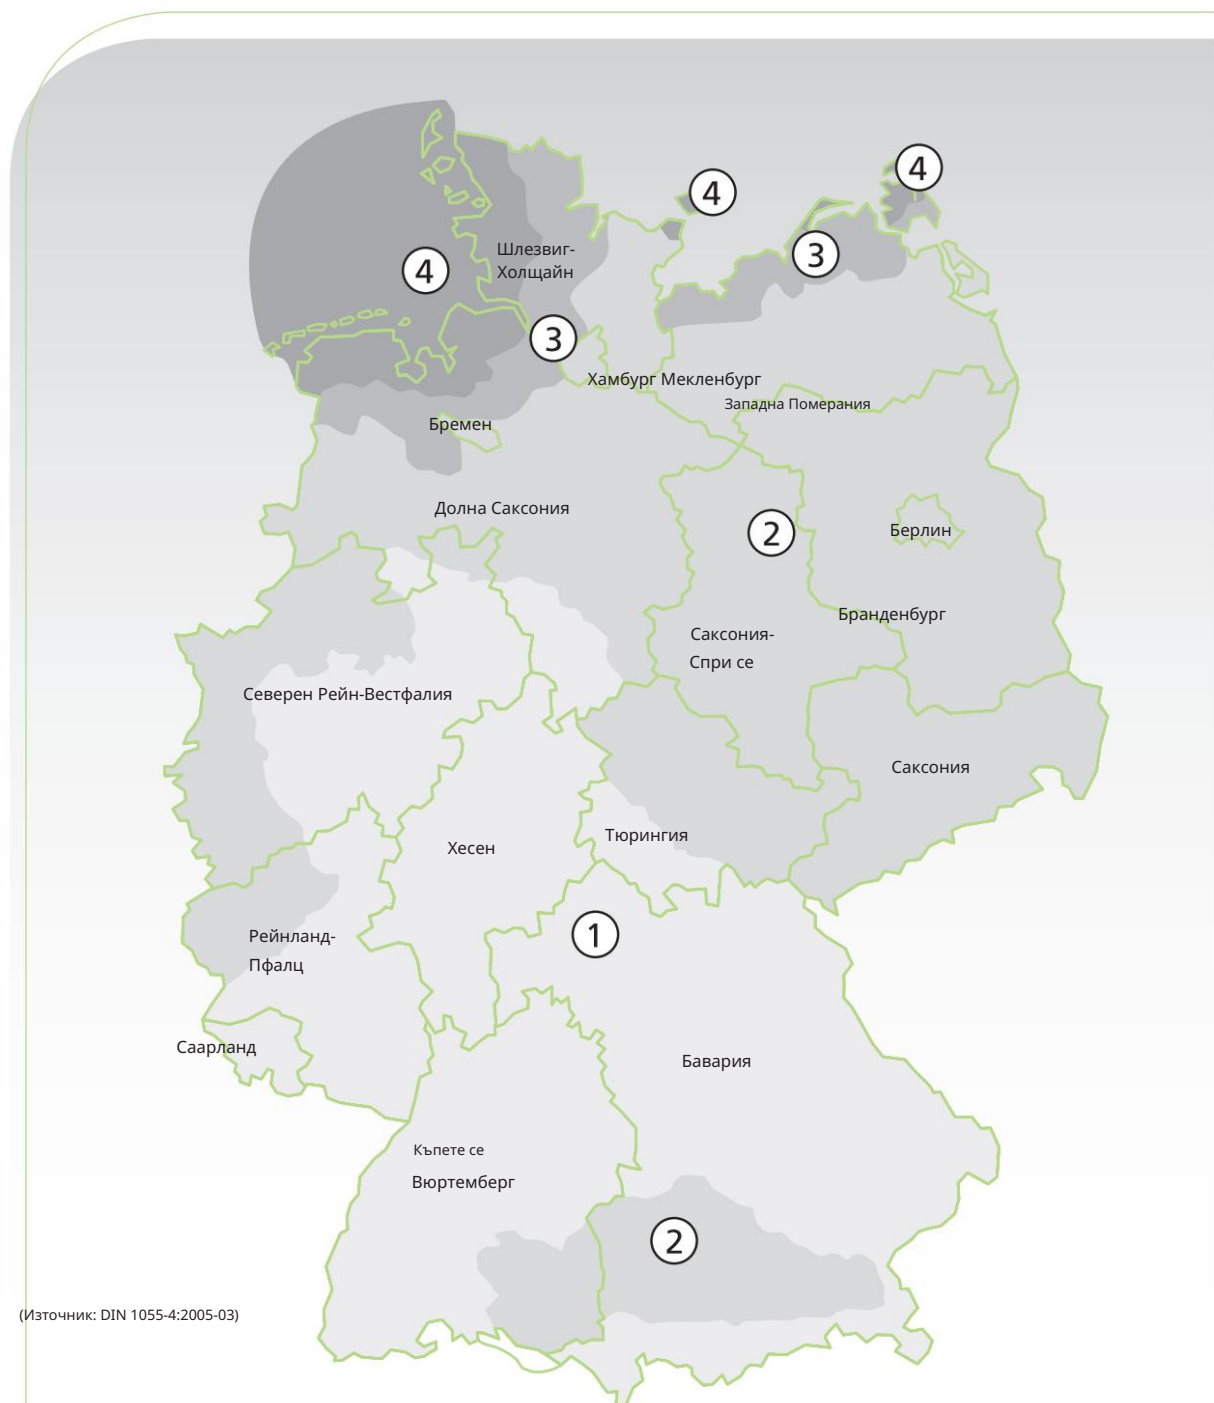 4
4
Шлезвиг-
Холщайн
3
4
3
Хамбург Мекленбург
Западна Померания
Бремен
Долна Саксония
2
Берлин
Бранденбург
Саксония-
Спри се
Северен Рейн-Вестфалия
Саксония
Тюрингия
Хесен
1
Рейнланд-
Пфалц
Саарланд
Бавария
Къпете се
Вюртемберг
2
(Източник: DIN 1055-4:2005-03)